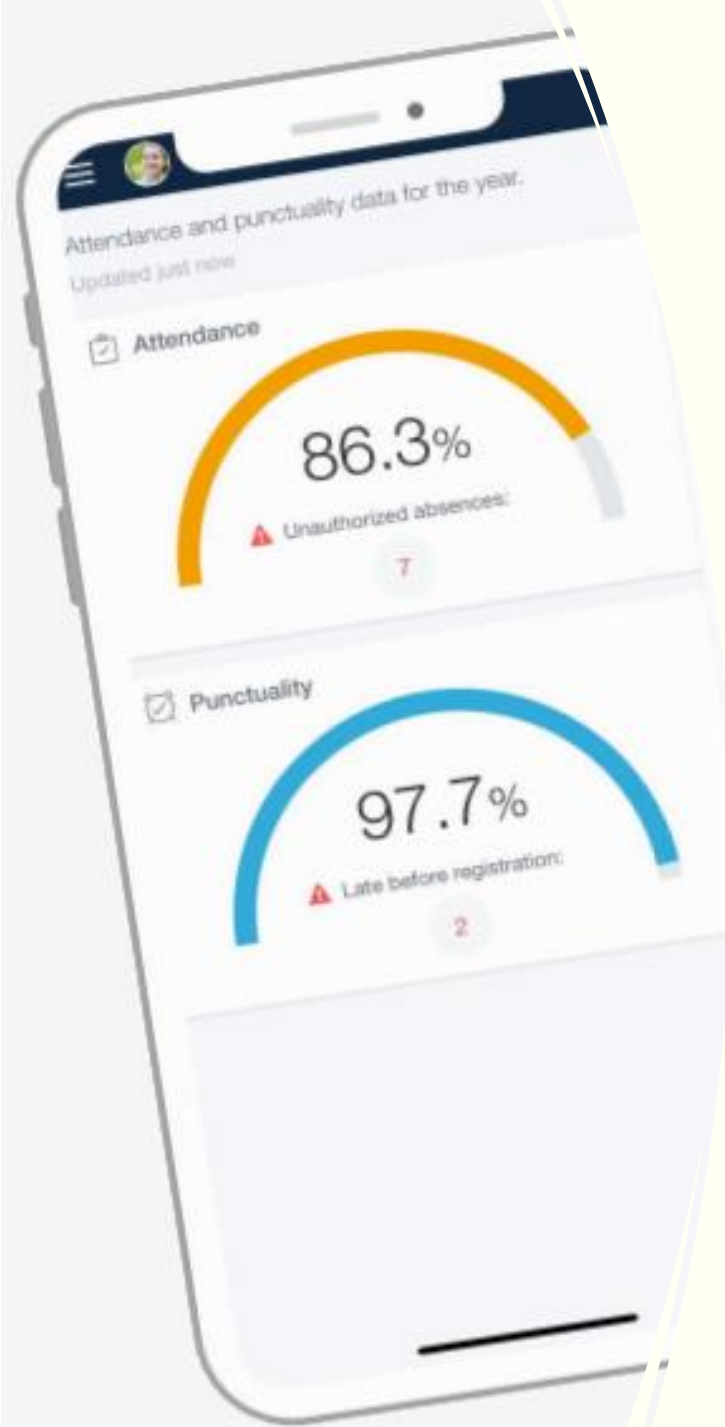 Attendance and punctuality data for the year.
Updated just now
Attendance
86.3%
Unauthorized absences:
7
Punctuality
97.7%
Late before registration:
2